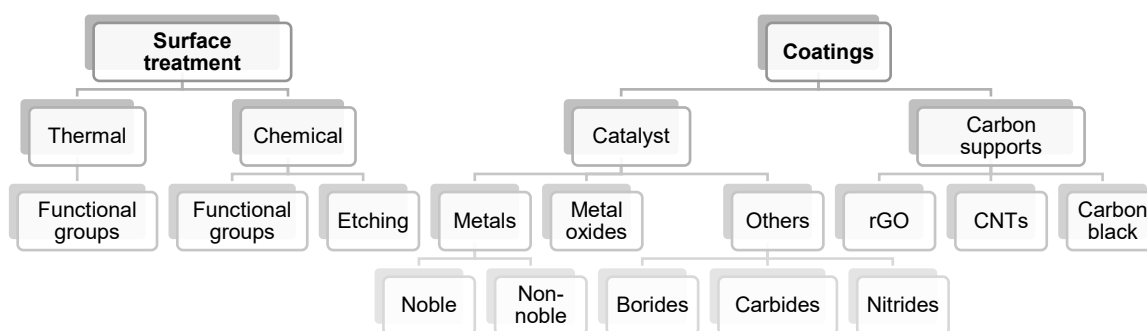 Surface
treatment
Coatings
Thermal
Chemical
Catalyst
Carbon
supports
Functional
groups
Functional
groups
Etching
Metals
Metal
oxides
Others
rGO
CNTs
Carbon
black
Noble
Non-
noble
Borides
Carbides
Nitrides